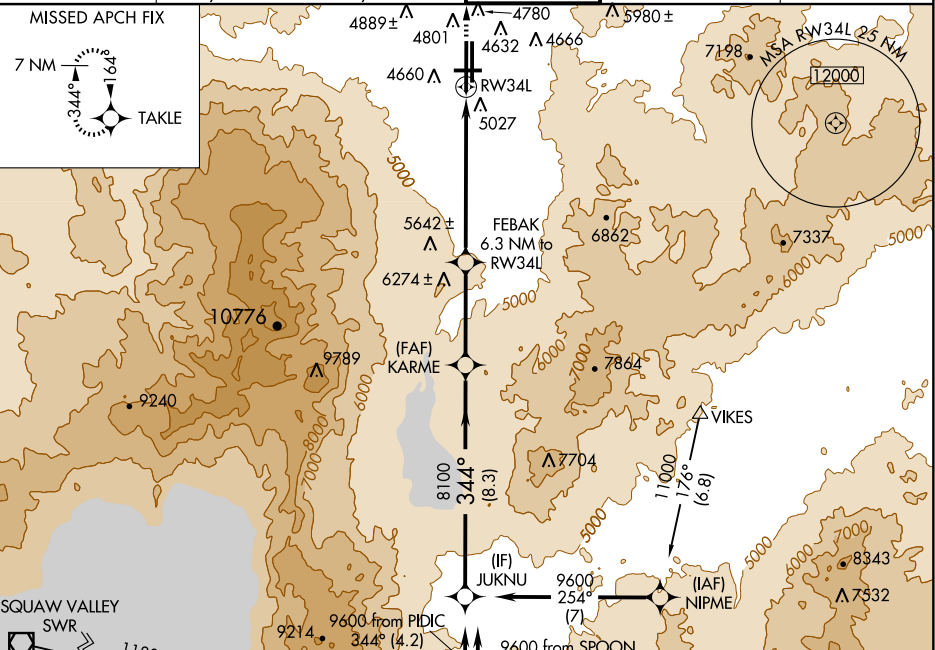 MISSED APCH FIX
7 NM
344°
164°
TAKLE
4889±
4801
4780
4632
4666
5980±
4660
RW34L
5027
7198
MSA RW34L 25 NM
12000
5000
5642±
FEBAK
6.3 NM to
RW34L
6274±
6862
7337
5000
6000
5000
10776
9789
(FAF)
KARME
6000
7000
7864
9240
6000
8000
7000
VIKES
7704
8100
344°
(8.3)
11000
176°
(6.8)
5000
5000
6000
7000
8343
7532
(IF)
JUKNU
9600
254°
(7)
(IAF)
NIPME
SQUAW VALLEY
SWR
9214
9600 from PIDIC
344° (4.2)
9600 from SPOON